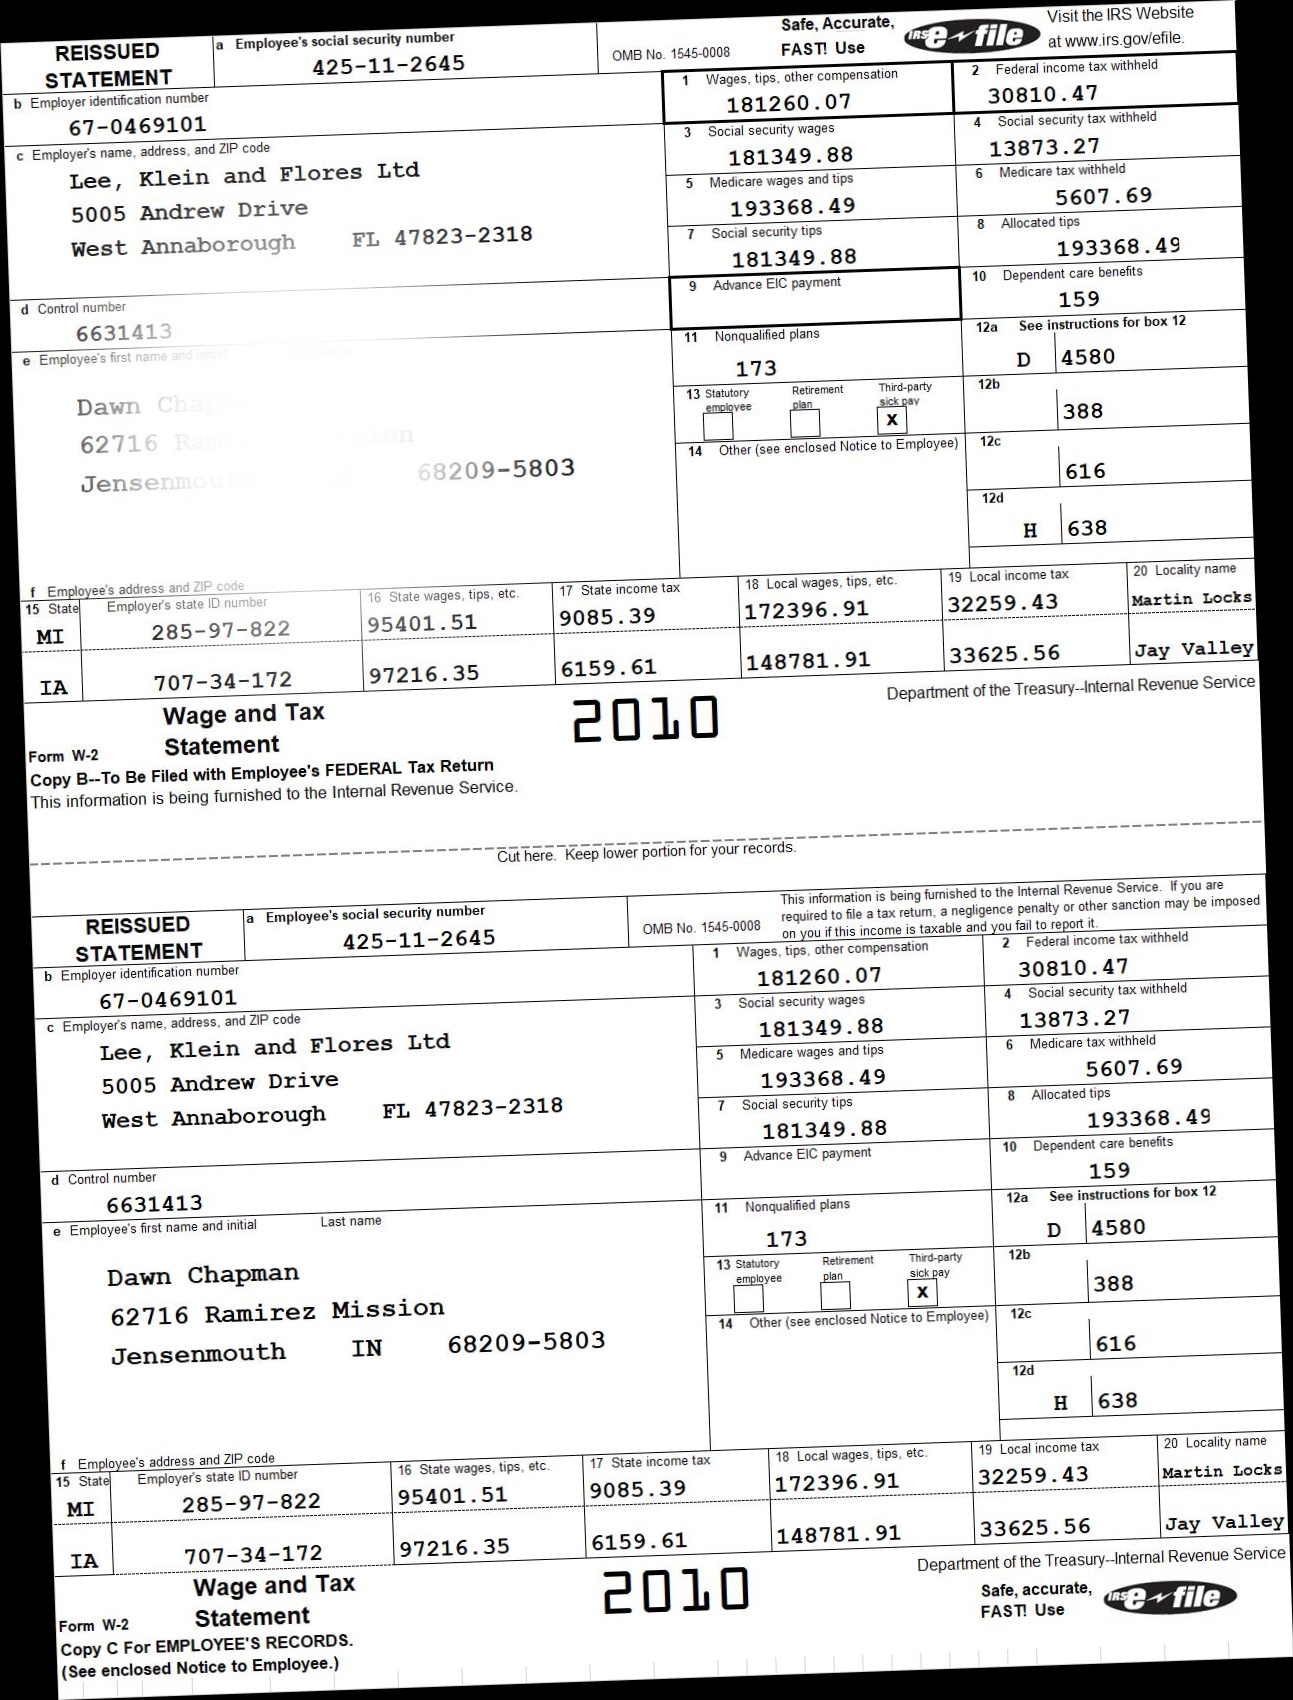 REISSUED STATEMENT
a Employee's social security number
425-11-2645
OMB No. 1545-0008
Safe, Accurate,
FAST! Use
IRS e-file
Visit the IRS Website
at www.irs.gov/efile.
b Employer identification number
67-0469101
1 Wages, tips, other compensation
181260.07
2 Federal income tax withheld
30810.47
c Employer's name, address, and ZIP code
Lee, Klein and Flores Ltd
5005 Andrew Drive
West Annaborough FL 47823-2318
3 Social security wages
181349.88
4 Social security tax withheld
13873.27
5 Medicare wages and tips
193368.49
6 Medicare tax withheld
5607.69
7 Social security tips
181349.88
8 Allocated tips
193368.49
d Control number
6631413
9 Advance EIC payment
10 Dependent care benefits
159
e Employee's first name and initial
Dawn Chapman
62716 Ramirez Mission
Jensenmouth 68209-5803
11 Nonqualified plans
173
12a See instructions for box 12
D 4580
13 Statutory employee
Retirement plan
Third-party sick pay
X
12b
388
14 Other (see enclosed Notice to Employee)
12c
616
12d
H 638
f Employee's address and ZIP code
15 State Employer's state ID number
16 State wages, tips, etc.
17 State income tax
18 Local wages, tips, etc.
19 Local income tax
20 Locality name
MI 285-97-822 95401.51 9085.39 172396.91 32259.43 Martin Locks
IA 707-34-172 97216.35 6159.61 148781.91 33625.56 Jay Valley
Form W-2
Wage and Tax
Statement
2010
Department of the Treasury--Internal Revenue Service
Copy B--To Be Filed with Employee's FEDERAL Tax Return
This information is being furnished to the Internal Revenue Service.
Cut here. Keep lower portion for your records.
REISSUED STATEMENT
a Employee's social security number
425-11-2645
OMB No. 1545-0008
This information is being furnished to the Internal Revenue Service. If you are
required to file a tax return, a negligence penalty or other sanction may be imposed
on you if this income is taxable and you fail to report it.
b Employer identification number
67-0469101
1 Wages, tips, other compensation
181260.07
2 Federal income tax withheld
30810.47
c Employer's name, address, and ZIP code
Lee, Klein and Flores Ltd
5005 Andrew Drive
West Annaborough FL 47823-2318
3 Social security wages
181349.88
4 Social security tax withheld
13873.27
5 Medicare wages and tips
193368.49
6 Medicare tax withheld
5607.69
7 Social security tips
181349.88
8 Allocated tips
193368.49
d Control number
6631413
9 Advance EIC payment
10 Dependent care benefits
159
e Employee's first name and initial Last name
Dawn Chapman
62716 Ramirez Mission
Jensenmouth IN 68209-5803
11 Nonqualified plans
173
12a See instructions for box 12
D 4580
13 Statutory employee
Retirement plan
Third-party sick pay
X
12b
388
14 Other (see enclosed Notice to Employee)
12c
616
12d
H 638
f Employee's address and ZIP code
15 State Employer's state ID number
16 State wages, tips, etc.
17 State income tax
18 Local wages, tips, etc.
19 Local income tax
20 Locality name
MI 285-97-822 95401.51 9085.39 172396.91 32259.43 Martin Locks
IA 707-34-172 97216.35 6159.61 148781.91 33625.56 Jay Valley
Form W-2
Wage and Tax
Statement
2010
Department of the Treasury--Internal Revenue Service
Safe, accurate,
FAST! Use
IRS e-file
Copy C For EMPLOYEE'S RECORDS.
(See enclosed Notice to Employee.)